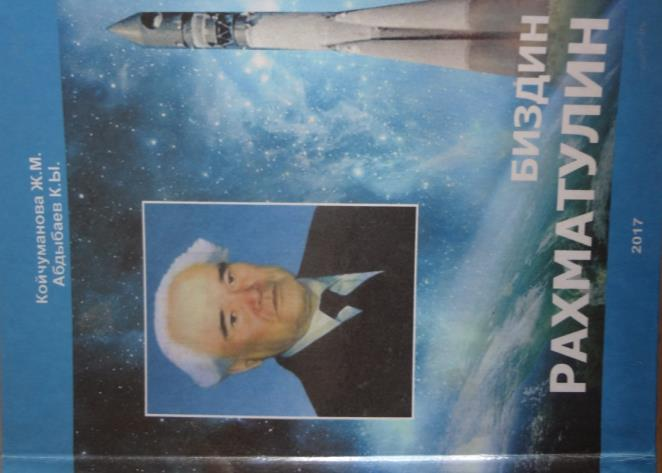 Койчуманова Ж.М.
Абдыбаев К.Ы.
БИЗДИН
РАХМАТУЛИН
2017